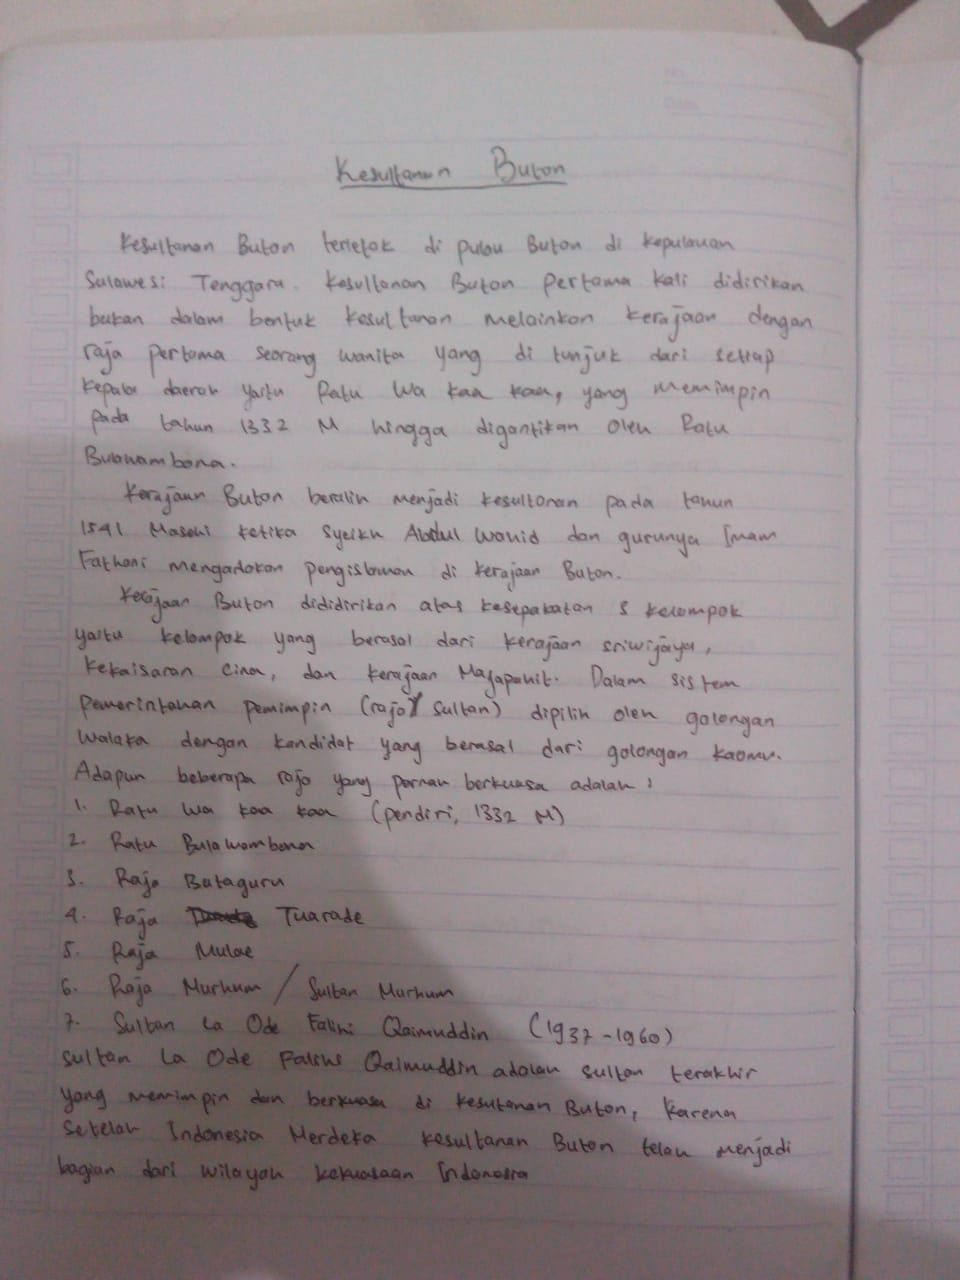 Kesultanan Buton
Kesultanan Buton terletak di pulau Buton di kepulauan
Sulawesi Tenggara. Kesultanan Buton pertama kali didirikan
bukan dalam bentuk kesultanan melainkan kerajaan dengan
raja pertama seorang wanita yang di tunjuk dari setiap
kepala daerah yaitu Ratu Wa kaa kaa, yang memimpin
pada tahun 1332 M hingga digantikan oleh Ratu
Bulawambona.
Kerajaan Buton beralih menjadi kesultanan pada tahun
1541 Masehi ketika Syeikh Abdul Wahid dan gurunya Imam
Fathani mengadakan pengislaman di kerajaan Buton.
Kerajaan Buton dididirikan atas kesepakatan 3 kelompok
yaitu kelompok yang berasal dari kerajaan sriwijaya,
kekaisaran cina, dan kerajaan Majapahit. Dalam sistem
pemerintahan pemimpin (raja/ sultan) dipilih oleh golongan
walaka dengan kandidat yang berasal dari golongan kaomu.
Adapun beberapa raja yang pernah berkuasa adalah :
1. Ratu Wa kaa kaa (pendiri, 1332 M)
2. Ratu Bulawambona
3. Raja Bataguru
4. Raja Tuarade
5. Raja Mulae
6. Raja Murhum / Sultan Murhum
7. Sultan La Ode Falihi Qaimuddin (1937-1960)
sultan La Ode Falihi Qaimuddin adalah sultan terakhir
yang memimpin dan berkuasa di kesutanan Buton, karena
setelah Indonesia Merdeka kesultanan Buton telah menjadi
bagian dari wilayah kekuasaan Indonesia